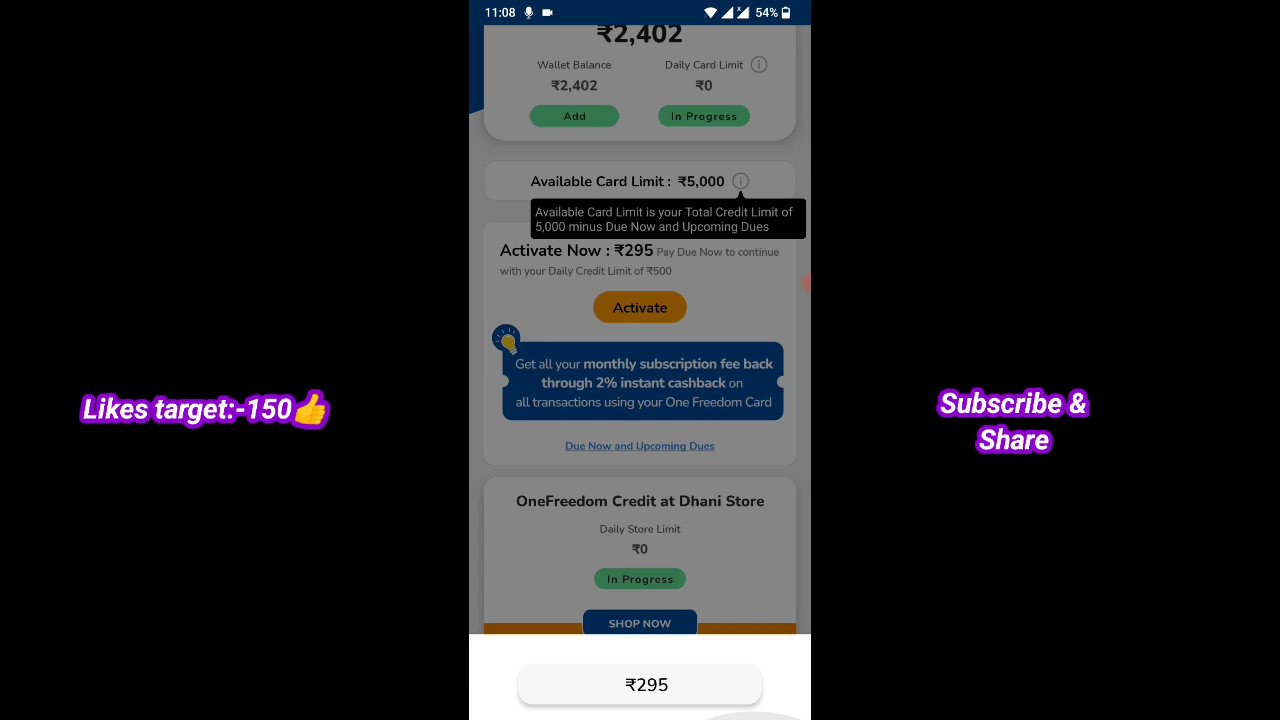 11:08
54%
₹2,402
Wallet Balance
Daily Card Limit
₹2,402
₹0
Add
In Progress
Available Card Limit : ₹5,000
Available Card Limit is your Total Credit Limit of
5,000 minus Due Now and Upcoming Dues
Activate Now : ₹295 Pay Due Now to continue
with your Daily Credit Limit of ₹500
Activate
Get all your monthly subscription fee back
through 2% instant cashback on
all transactions using your One Freedom Card
Due Now and Upcoming Dues
OneFreedom Credit at Dhani Store
Daily Store Limit
₹0
In Progress
SHOP NOW
₹295
Likes target:-150👍
Subscribe &
Share